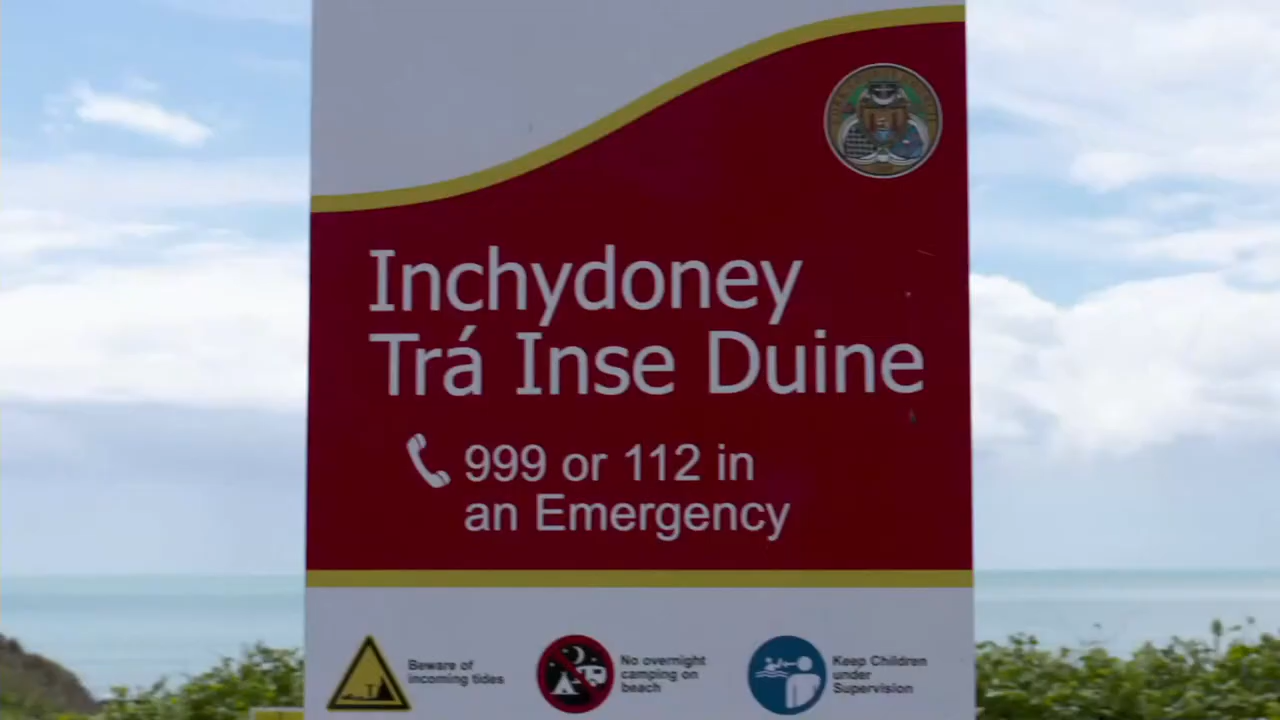 Inchydoney
Trá Inse Duine
999 or 112 in
an Emergency
Beware of
incoming tides
No overnight
camping on
beach
Keep Children
under
Supervision